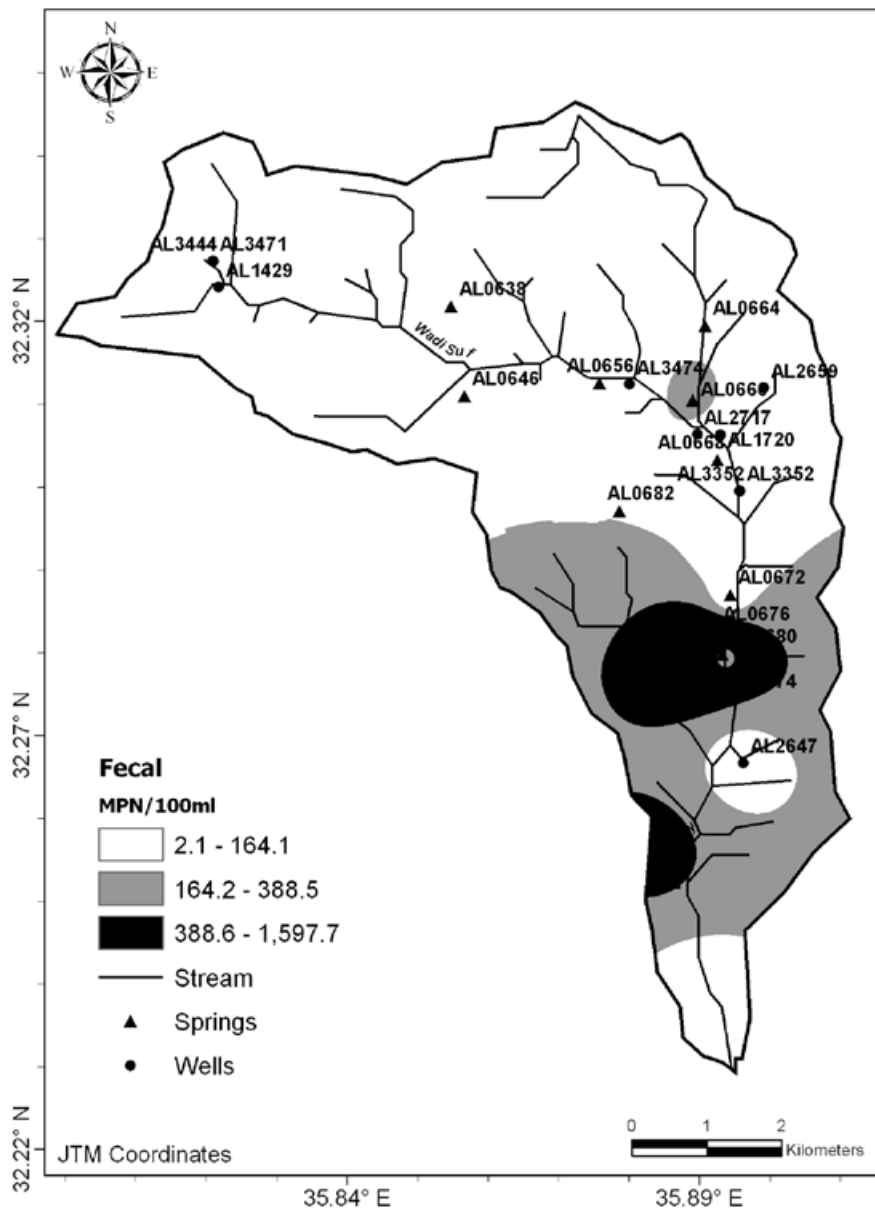 N
W E
S
AL3444 AL3471
AL1429
AL0638
AL0664
Wadi Su f
AL0656 AL3474
AL2659
AL0646
AL0660
AL2717
AL0668 AL1720
AL3352 AL3352
AL0682
AL0672
AL0676
680
74
AL2647
32.32° N
32.27° N
32.22° N
Fecal
MPN/100ml
2.1 - 164.1
164.2 - 388.5
388.6 - 1,597.7
Stream
Springs
Wells
0 1 2
Kilometers
JTM Coordinates
35.84° E 35.89° E